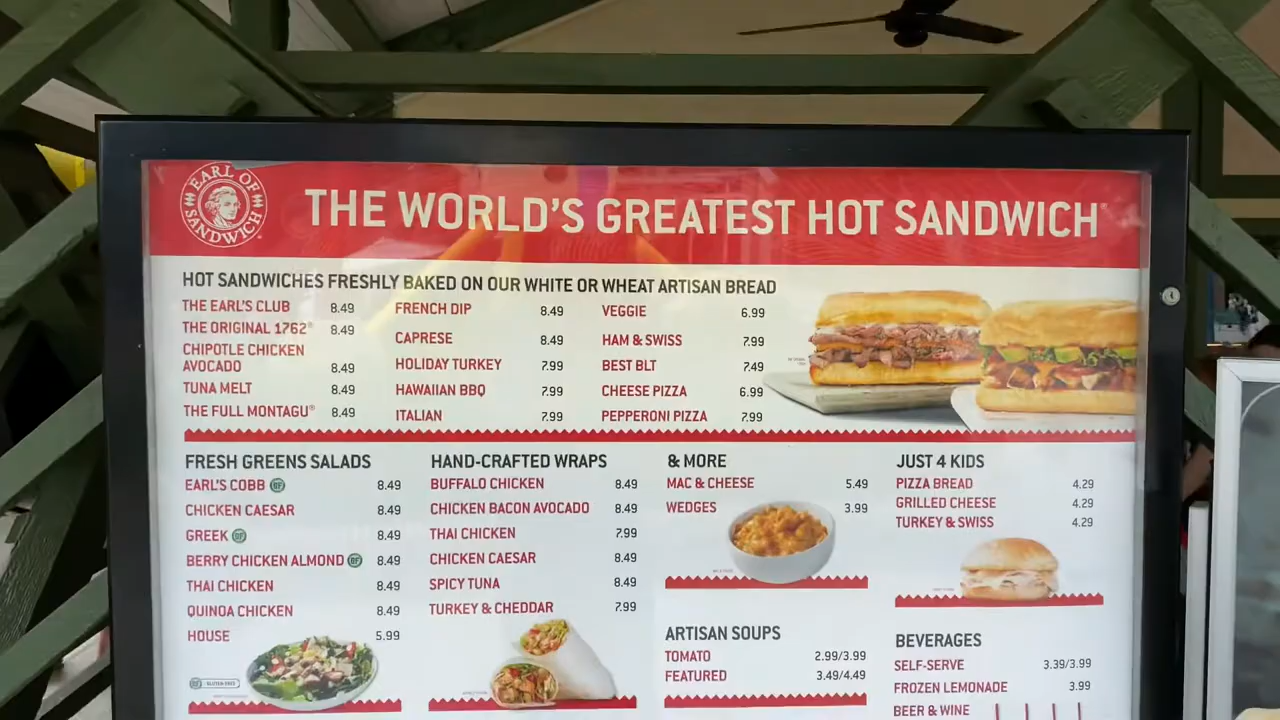 EARL OF SANDWICH
THE WORLD'S GREATEST HOT SANDWICH
HOT SANDWICHES FRESHLY BAKED ON OUR WHITE OR WHEAT ARTISAN BREAD
THE EARL'S CLUB 8.49
THE ORIGINAL 1762® 8.49
CHIPOTLE CHICKEN
AVOCADO 8.49
TUNA MELT 8.49
THE FULL MONTAGU® 8.49
FRENCH DIP 8.49
CAPRESE 8.49
HOLIDAY TURKEY 7.99
HAWAIIAN BBQ 7.99
ITALIAN 7.99
VEGGIE 6.99
HAM & SWISS 7.99
BEST BLT 7.49
CHEESE PIZZA 6.99
PEPPERONI PIZZA 7.99
FRESH GREENS SALADS
EARL'S COBB GF 8.49
CHICKEN CAESAR 8.49
GREEK GF 8.49
BERRY CHICKEN ALMOND GF 8.49
THAI CHICKEN 8.49
QUINOA CHICKEN 8.49
HOUSE 5.99
GF GLUTEN FREE
HAND-CRAFTED WRAPS
BUFFALO CHICKEN 8.49
CHICKEN BACON AVOCADO 8.49
THAI CHICKEN 7.99
CHICKEN CAESAR 8.49
SPICY TUNA 8.49
TURKEY & CHEDDAR 7.99
& MORE
MAC & CHEESE 5.49
WEDGES 3.99
ARTISAN SOUPS
TOMATO 2.99/3.99
FEATURED 3.49/4.49
JUST 4 KIDS
PIZZA BREAD 4.29
GRILLED CHEESE 4.29
TURKEY & SWISS 4.29
BEVERAGES
SELF-SERVE 3.39/3.99
FROZEN LEMONADE 3.99
BEER & WINE